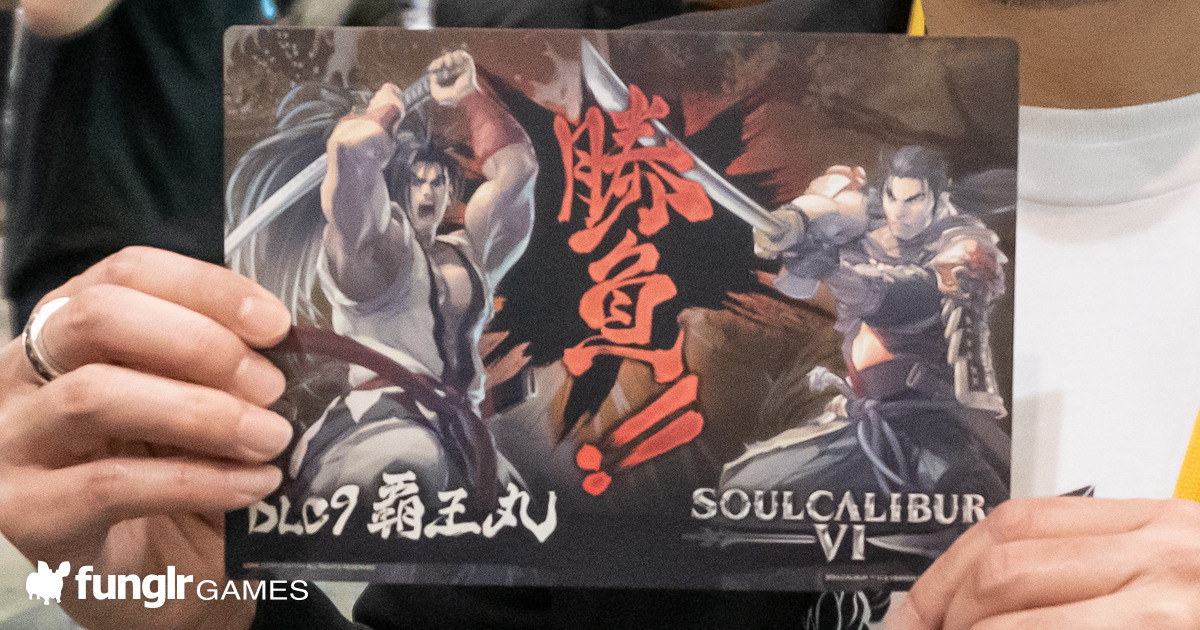 勝負!!
DLC9 覇王丸
SOULCALIBUR
VI
funglr GAMES